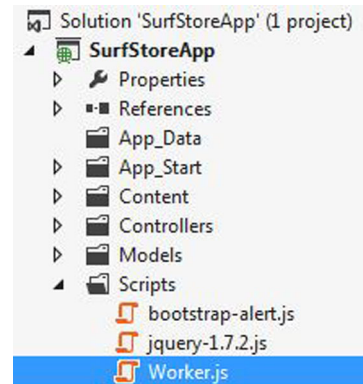 Solution 'SurfStoreApp' (1 project)
SurfStoreApp
Properties
References
App_Data
App_Start
Content
Controllers
Models
Scripts
bootstrap-alert.js
jquery-1.7.2.js
Worker.js